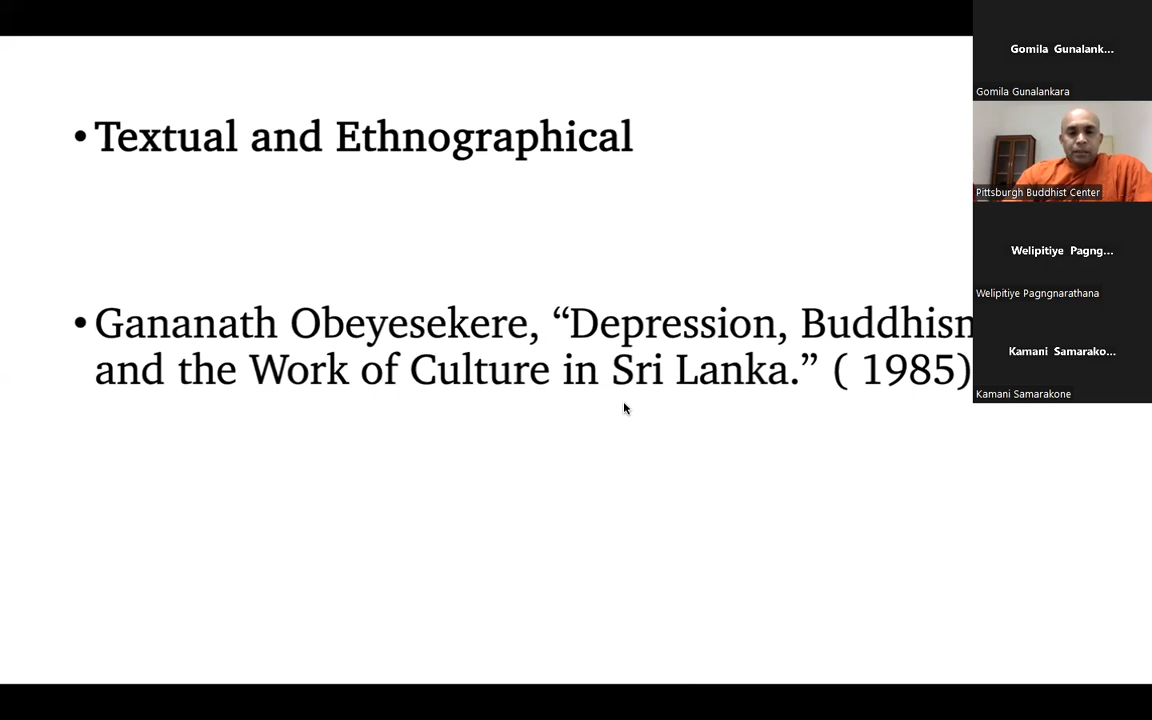 • Textual and Ethnographical
• Gananath Obeyesekere, “Depression, Buddhism
and the Work of Culture in Sri Lanka.” ( 1985)
Gomila Gunalank...
Gomila Gunalankara
Pittsburgh Buddhist Center
Welipitiye Pagng...
Welipitiye Pagngnarathana
Kamani Samarako...
Kamani Samarakone